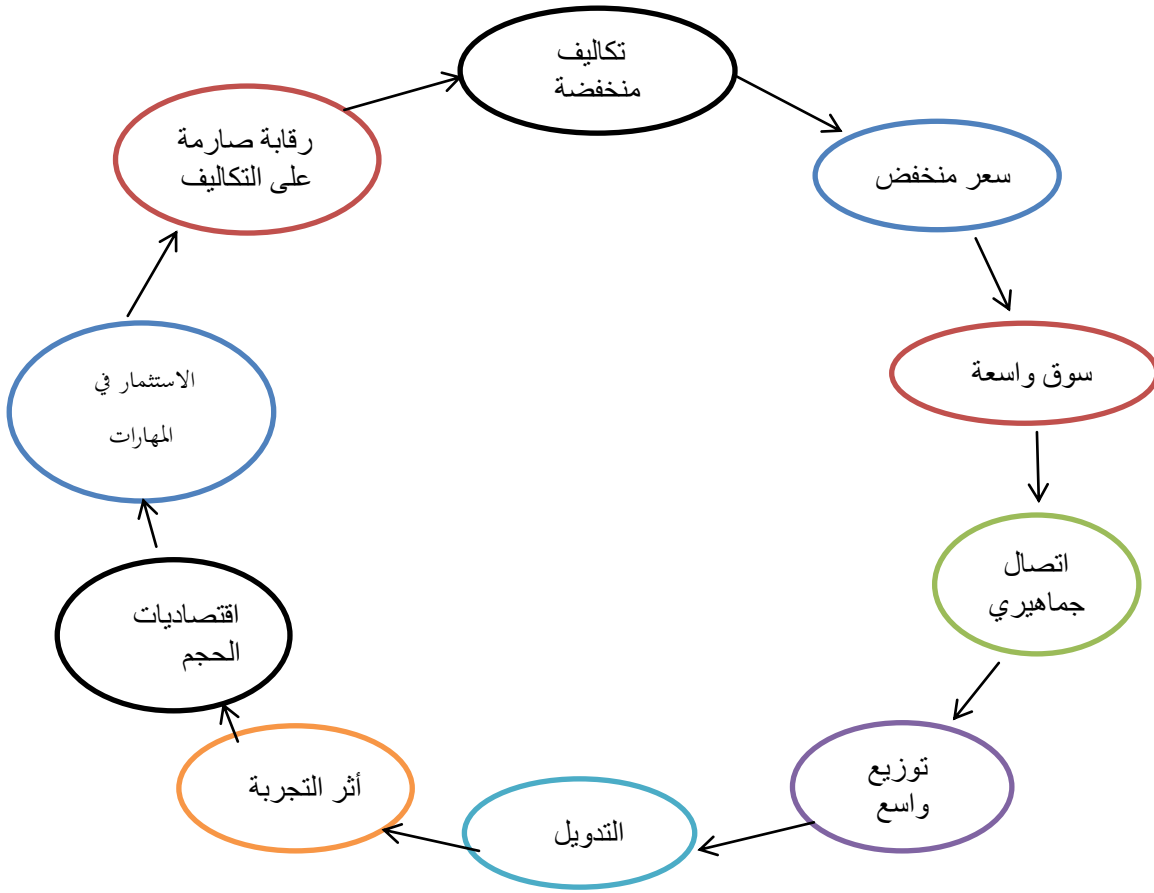 تكاليف
منخفضة
سعر منخفض
سوق واسعة
اتصال
جماهيري
توزيع
واسع
التدويل
أثر التجربة
اقتصاديات
الحجم
الاستثمار في
المهارات
رقابة صارمة
على التكاليف